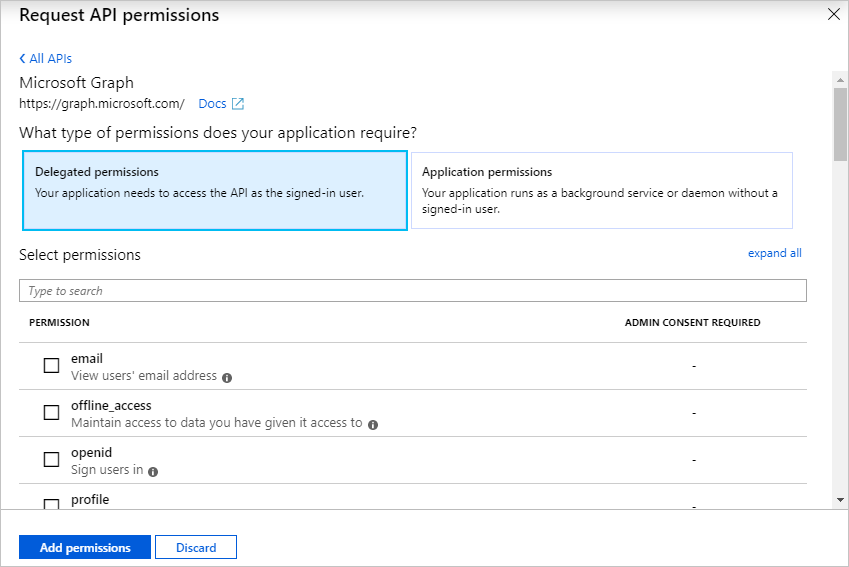 Request API permissions
All APIs
Microsoft Graph
https://graph.microsoft.com/ Docs
What type of permissions does your application require?
Delegated permissions
Your application needs to access the API as the signed-in user.
Application permissions
Your application runs as a background service or daemon without a
signed-in user.
Select permissions
expand all
Type to search
PERMISSION
ADMIN CONSENT REQUIRED
email
View users' email address
-
offline_access
Maintain access to data you have given it access to
-
openid
Sign users in
-
profile
-
Add permissions
Discard